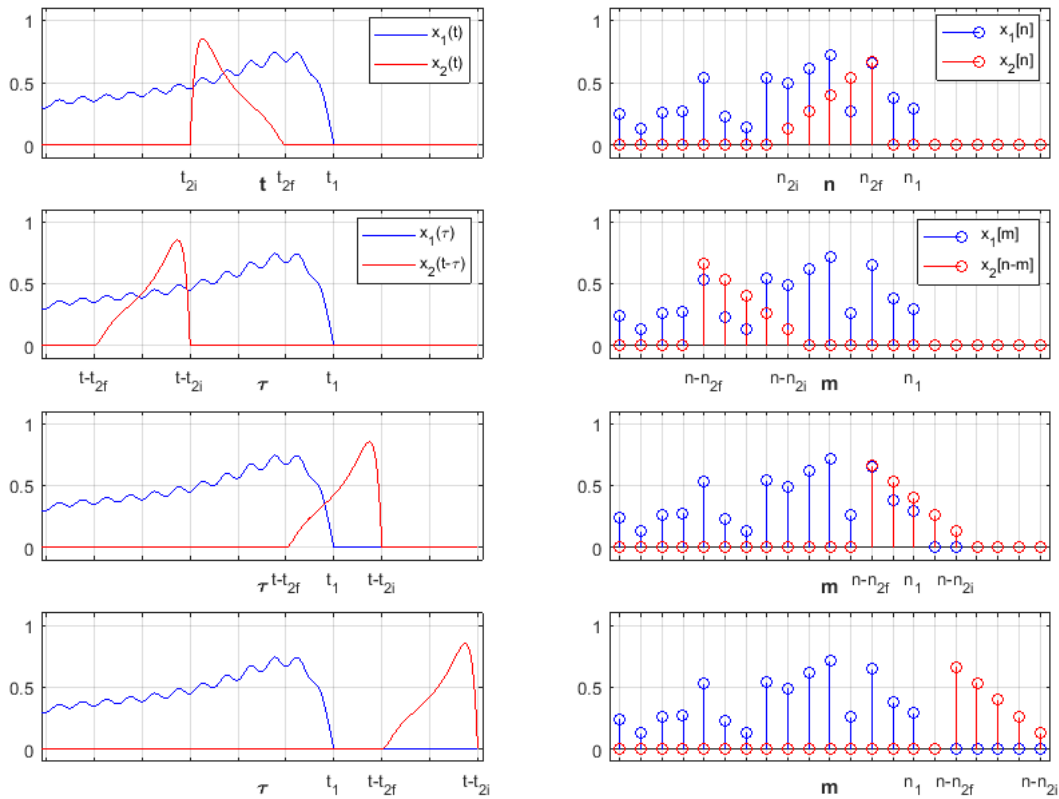 1
0.5
0
x₁(t)
x₂(t)
t₂ᵢ
t
t₂f
t₁
1
0.5
0
x₁[n]
x₂[n]
n₂ᵢ
n
n₂f
n₁
1
0.5
0
x₁(τ)
x₂(t-τ)
t-t₂f
t-t₂ᵢ
τ
t₁
1
0.5
0
x₁[m]
x₂[n-m]
n-n₂f
n-n₂ᵢ
m
n₁
1
0.5
0
τ
t-t₂f
t₁
t-t₂ᵢ
1
0.5
0
m
n-n₂f
n₁
n-n₂ᵢ
1
0.5
0
τ
t₁
t-t₂f
t-t₂ᵢ
1
0.5
0
m
n₁
n-n₂f
n-n₂ᵢ